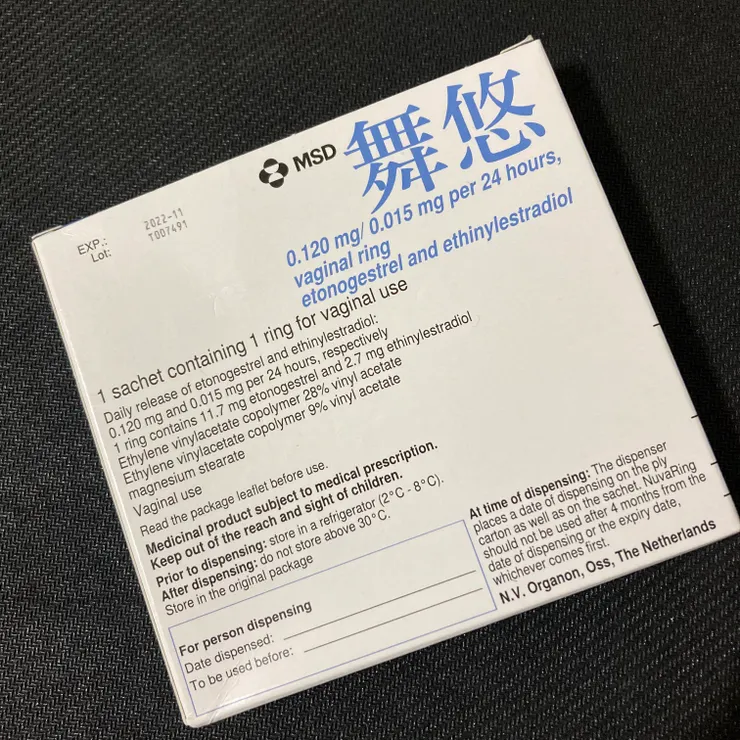 MSD 舞悠
EXP.: 2022-11
Lot: T007491
0.120 mg/ 0.015 mg per 24 hours,
vaginal ring
etonogestrel and ethinylestradiol
1 sachet containing 1 ring for vaginal use
Daily release of etonogestrel and ethinylestradiol:
0.120 mg and 0.015 mg per 24 hours, respectively
1 ring contains 11.7 mg etonogestrel and 2.7 mg ethinylestradiol
Ethylene vinylacetate copolymer 28% vinyl acetate
Ethylene vinylacetate copolymer 9% vinyl acetate
magnesium stearate
Vaginal use
Read the package leaflet before use.
Medicinal product subject to medical prescription.
Keep out of the reach and sight of children.
Prior to dispensing: store in a refrigerator (2°C - 8°C).
After dispensing: do not store above 30°C.
Store in the original package
For person dispensing
Date dispensed:
To be used before:
At time of dispensing: The dispenser
places a date of dispensing on the ply
carton as well as on the sachet. NuvaRing
should not be used after 4 months from the
date of dispensing or the expiry date,
whichever comes first.
N.V. Organon, Oss, The Netherlands